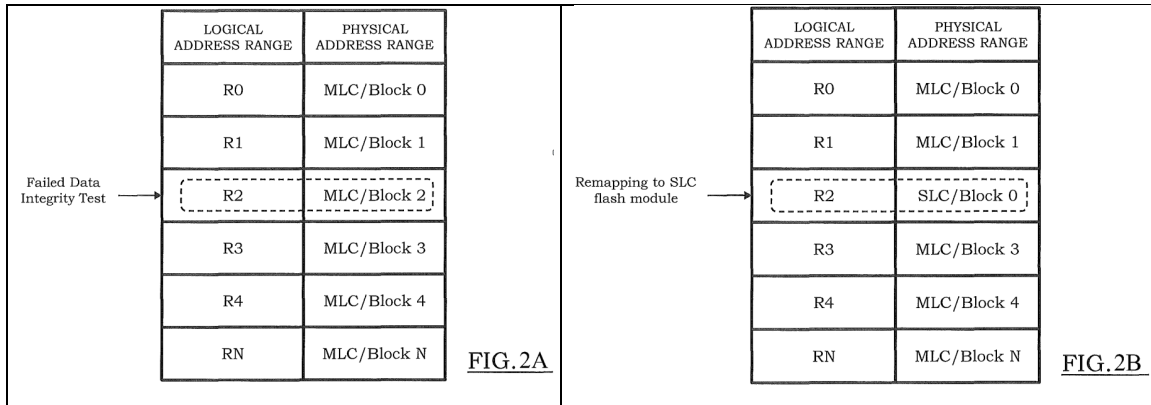 LOGICAL
ADDRESS RANGE
PHYSICAL
ADDRESS RANGE
R0
MLC/Block 0
R1
MLC/Block 1
Failed Data
Integrity Test
R2
MLC/Block 2
R3
MLC/Block 3
R4
MLC/Block 4
RN
MLC/Block N
FIG.2A
LOGICAL
ADDRESS RANGE
PHYSICAL
ADDRESS RANGE
R0
MLC/Block 0
R1
MLC/Block 1
Remapping to SLC
flash module
R2
SLC/Block 0
R3
MLC/Block 3
R4
MLC/Block 4
RN
MLC/Block N
FIG.2B